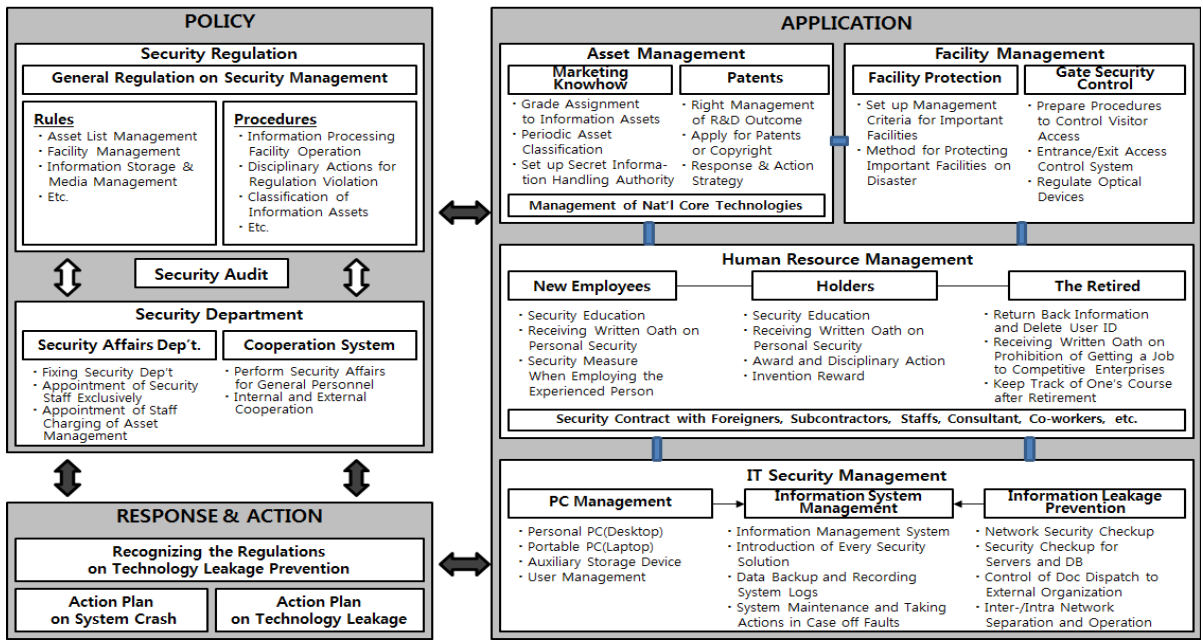 POLICY
Security Regulation
General Regulation on Security Management
Rules
· Asset List Management
· Facility Management
· Information Storage &
Media Management
· Etc.
Procedures
· Information Processing
Facility Operation
· Disciplinary Actions for
Regulation Violation
· Classification of
Information Assets
· Etc.
Security Audit
Security Department
Security Affairs Dep't.
· Fixing Security Dep't
· Appointment of Security
Staff Exclusively
· Appointment of Staff
Charging of Asset
Management
Cooperation System
· Perform Security Affairs
for General Personnel
· Internal and External
Cooperation
RESPONSE & ACTION
Recognizing the Regulations
on Technology Leakage Prevention
Action Plan
on System Crash
Action Plan
on Technology Leakage
APPLICATION
Asset Management
Marketing
Knowhow
· Grade Assignment
to Information Assets
· Periodic Asset
Classification
· Set up Secret Informa-
tion Handling Authority
Patents
· Right Management
of R&D Outcome
· Apply for Patents
or Copyright
· Response & Action
Strategy
Management of Nat'l Core Technologies
Facility Management
Facility Protection
· Set up Management
Criteria for Important
Facilities
· Method for Protecting
Important Facilities on
Disaster
Gate Security
Control
· Prepare Procedures
to Control Visitor
Access
· Entrance/Exit Access
Control System
· Regulate Optical
Devices
Human Resource Management
New Employees
· Security Education
· Receiving Written Oath on
Personal Security
· Security Measure
When Employing the
Experienced Person
Holders
· Security Education
· Receiving Written Oath on
Personal Security
· Award and Disciplinary Action
· Invention Reward
The Retired
· Return Back Information
and Delete User ID
· Receiving Written Oath on
Prohibition of Getting a Job
to Competitive Enterprises
· Keep Track of One's Course
after Retirement
Security Contract with Foreigners, Subcontractors, Staffs, Consultant, Co-workers, etc.
IT Security Management
PC Management
· Personal PC(Desktop)
· Portable PC(Laptop)
· Auxiliary Storage Device
· User Management
Information System
Management
· Information Management System
· Introduction of Every Security
Solution
· Data Backup and Recording
System Logs
· System Maintenance and Taking
Actions in Case off Faults
Information Leakage
Prevention
· Network Security Checkup
· Security Checkup for
Servers and DB
· Control of Doc Dispatch to
External Organization
· Inter-/Intra Network
Separation and Operation